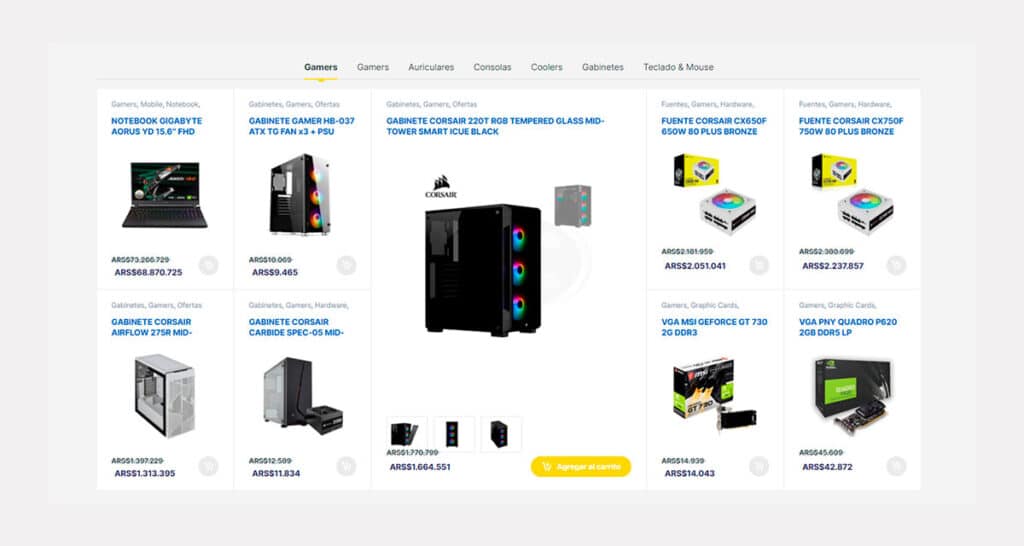 Gamers
Gamers
Auriculares
Consolas
Coolers
Gabinetes
Teclado & Mouse
Gamers, Mobile, Notebook,
NOTEBOOK GIGABYTE
AORUS YD 15.6" FHD
ARS$73.266.729
ARS$68.870.725
Gabinetes, Gamers, Ofertas
GABINETE GAMER HB-037
ATX TG FAN x3 + PSU
ARS$10.069
ARS$9.465
Gabinetes, Gamers, Ofertas
GABINETE CORSAIR 220T RGB TEMPERED GLASS MID-
TOWER SMART ICUE BLACK
CORSAIR
ARS$1.770.799
ARS$1.664.551
Agregar al carrito
Fuentes, Gamers, Hardware,
FUENTE CORSAIR CX650F
650W 80 PLUS BRONZE
ARS$2.181.959
ARS$2.051.041
Fuentes, Gamers, Hardware,
FUENTE CORSAIR CX750F
750W 80 PLUS BRONZE
ARS$2.380.699
ARS$2.237.857
Gabinetes, Gamers, Ofertas
GABINETE CORSAIR
AIRFLOW 275R MID-
ARS$1.397.229
ARS$1.313.395
Gabinetes, Gamers, Hardware,
GABINETE CORSAIR
CARBIDE SPEC-05 MID-
ARS$12.589
ARS$11.834
Gamers, Graphic Cards,
VGA MSI GEFORCE GT 730
2G DDR3
msi
GT 730
ARS$14.939
ARS$14.043
Gamers, Graphic Cards,
VGA PNY QUADRO P620
2GB DDR5 LP
QUADRO
ARS$45.609
ARS$42.872